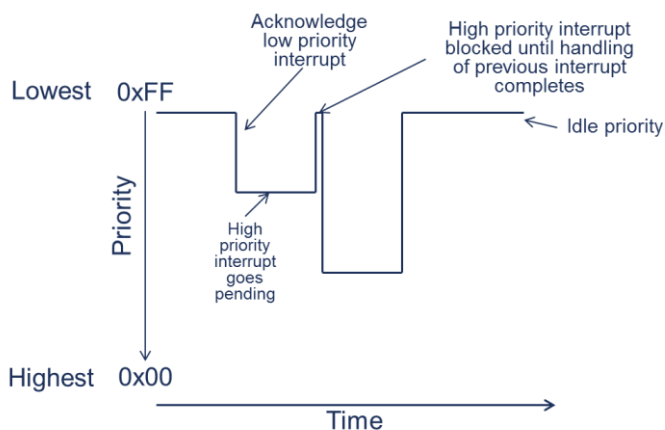 Acknowledge
low priority
interrupt
High priority interrupt
blocked until handling
of previous interrupt
completes
Lowest 0xFF
Idle priority
Priority
High
priority
interrupt
goes
pending
Highest 0x00
Time